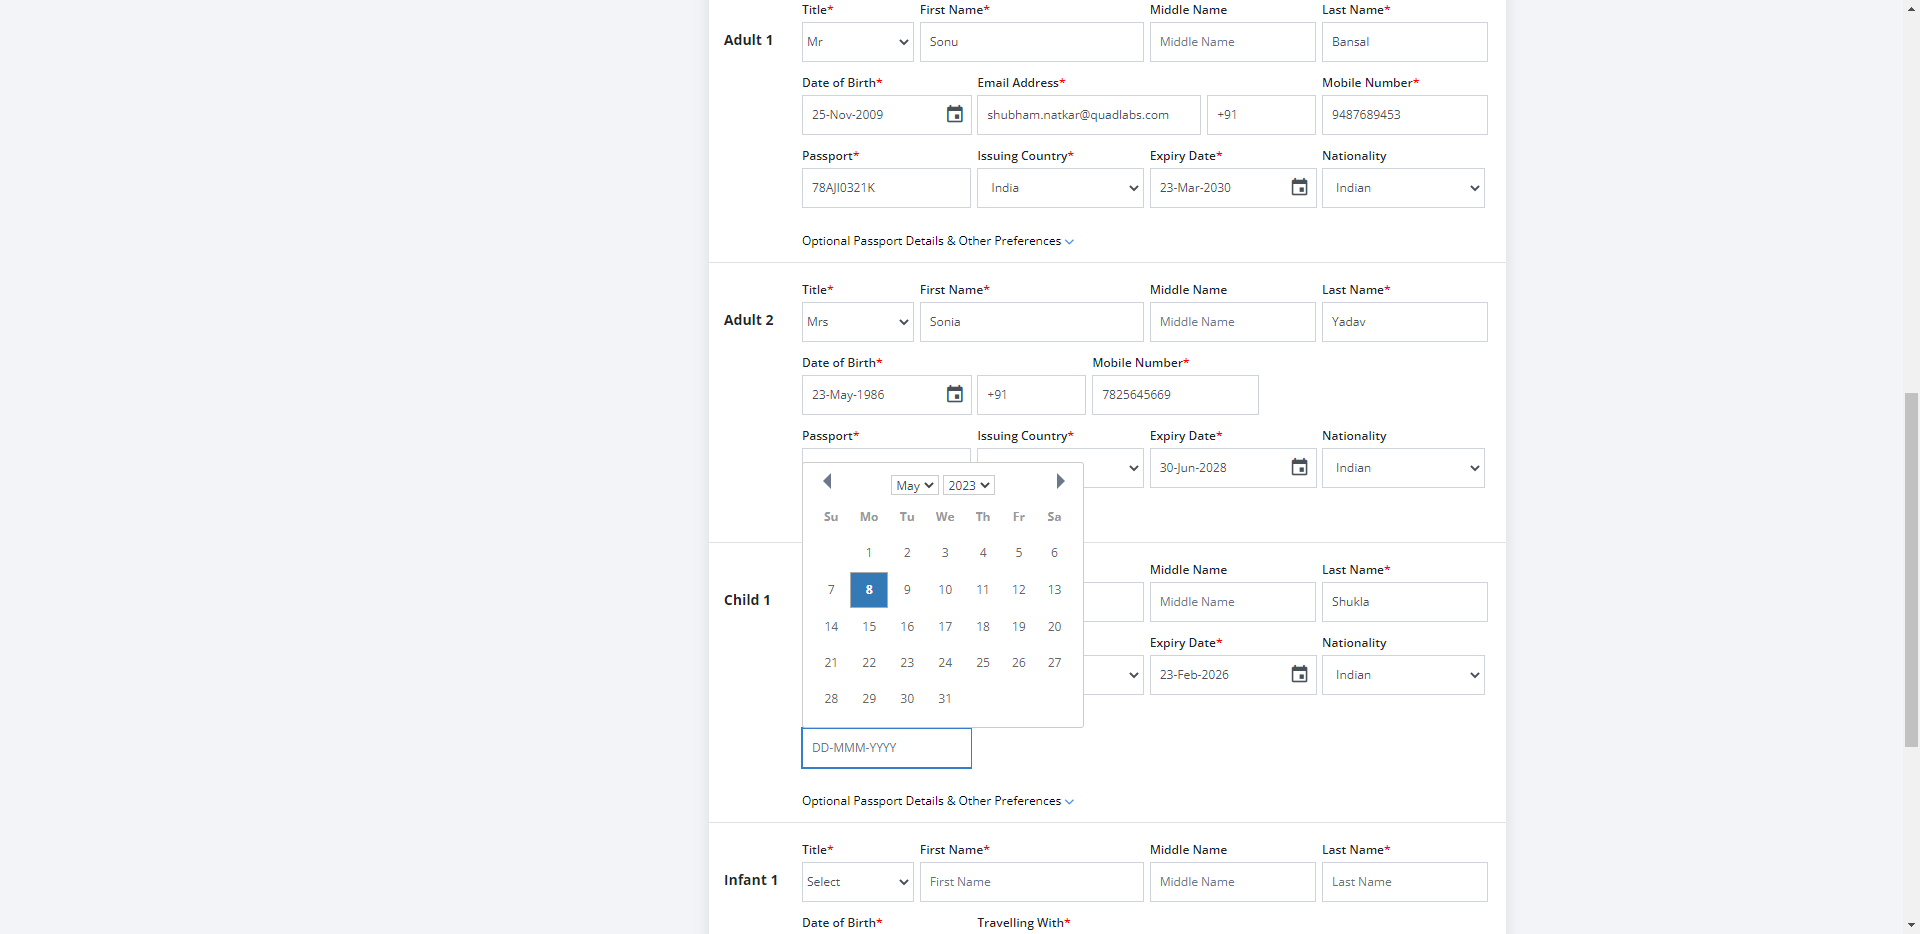 Title* First Name* Middle Name Last Name*
Adult 1 Mr Sonu Middle Name Bansal
Date of Birth* Email Address* Mobile Number*
25-Nov-2009 shubham.natkar@quadlabs.com +91 9487689453
Passport* Issuing Country* Expiry Date* Nationality
78AJI0321K India 23-Mar-2030 Indian
Optional Passport Details & Other Preferences
Title* First Name* Middle Name Last Name*
Adult 2 Mrs Sonia Middle Name Yadav
Date of Birth* Mobile Number*
23-May-1986 +91 7825645669
Passport* Issuing Country* Expiry Date* Nationality
30-Jun-2028 Indian
May 2023
Su Mo Tu We Th Fr Sa
1 2 3 4 5 6
7 8 9 10 11 12 13
14 15 16 17 18 19 20
21 22 23 24 25 26 27
28 29 30 31
Middle Name Last Name*
Child 1 Middle Name Shukla
Expiry Date* Nationality
23-Feb-2026 Indian
DD-MMM-YYYY
Optional Passport Details & Other Preferences
Title* First Name* Middle Name Last Name*
Infant 1 Select First Name Middle Name Last Name
Date of Birth* Travelling With*